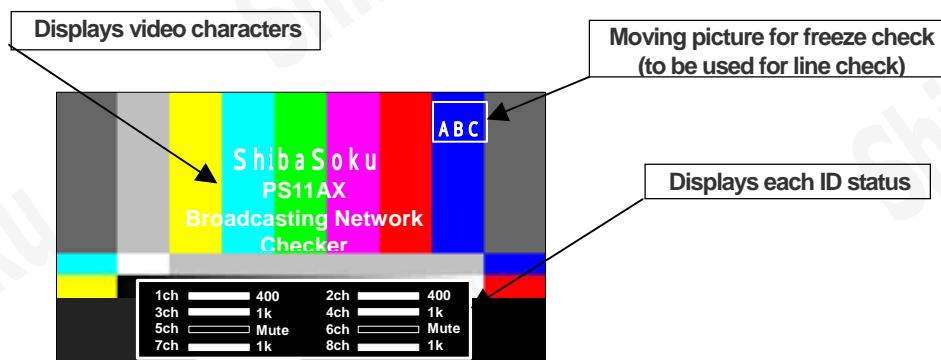 Displays video characters
Moving picture for freeze check
(to be used for line check)
ABC
ShibaSoku
PS11AX
Broadcasting Network
Checker
Displays each ID status
1ch 400 2ch 400
3ch 1k 4ch 1k
5ch Mute 6ch Mute
7ch 1k 8ch 1k